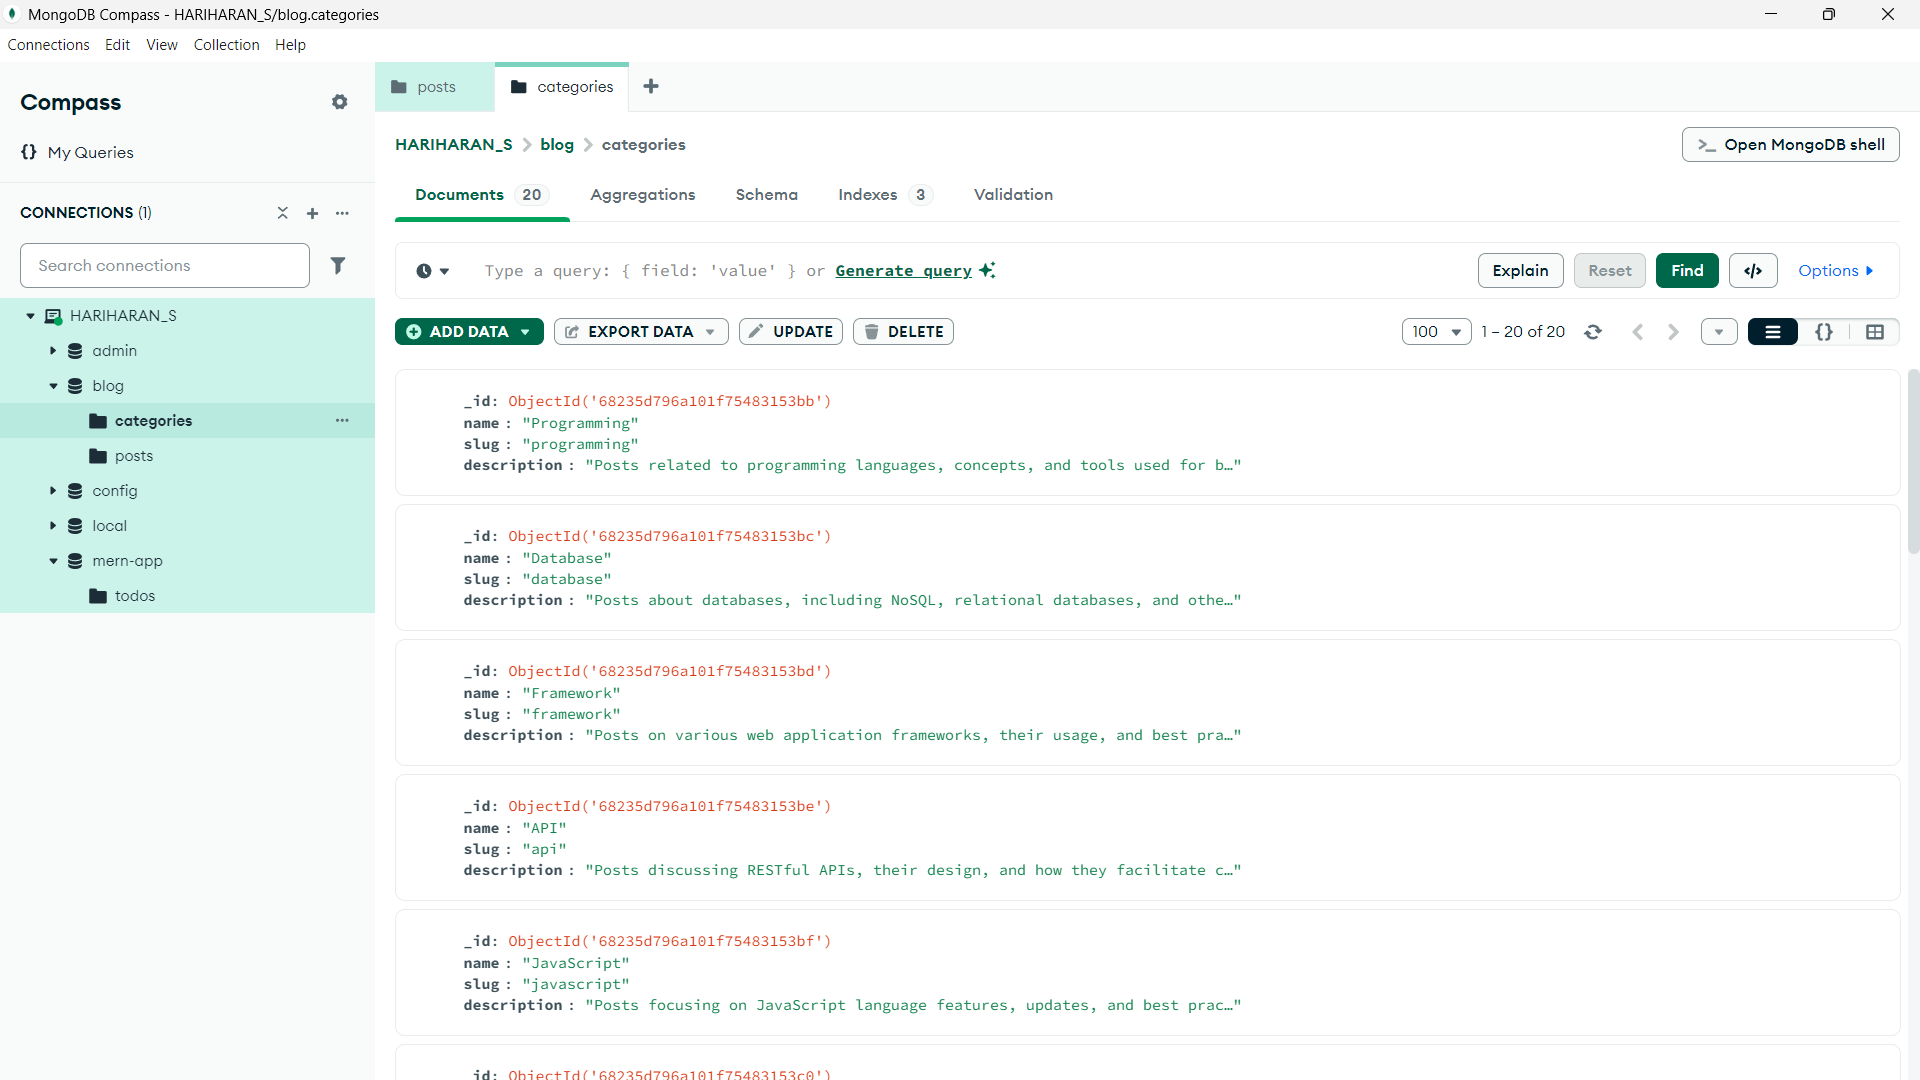 MongoDB Compass - HARIHARAN_S/blog.categories
Connections Edit View Collection Help
Compass
{} My Queries
CONNECTIONS (1)
Search connections
HARIHARAN_S
admin
blog
categories
posts
config
local
mern-app
todos
posts categories
HARIHARAN_S > blog > categories
>_ Open MongoDB shell
Documents 20 Aggregations Schema Indexes 3 Validation
Type a query: { field: 'value' } or Generate query
Explain Reset Find </> Options
ADD DATA EXPORT DATA UPDATE DELETE
100 1 – 20 of 20 {}
_id: ObjectId('68235d796a101f75483153bb')
name : "Programming"
slug : "programming"
description : "Posts related to programming languages, concepts, and tools used for b…"
_id: ObjectId('68235d796a101f75483153bc')
name : "Database"
slug : "database"
description : "Posts about databases, including NoSQL, relational databases, and othe…"
_id: ObjectId('68235d796a101f75483153bd')
name : "Framework"
slug : "framework"
description : "Posts on various web application frameworks, their usage, and best pra…"
_id: ObjectId('68235d796a101f75483153be')
name : "API"
slug : "api"
description : "Posts discussing RESTful APIs, their design, and how they facilitate c…"
_id: ObjectId('68235d796a101f75483153bf')
name : "JavaScript"
slug : "javascript"
description : "Posts focusing on JavaScript language features, updates, and best prac…"
_id: ObjectId('68235d796a101f75483153c0')